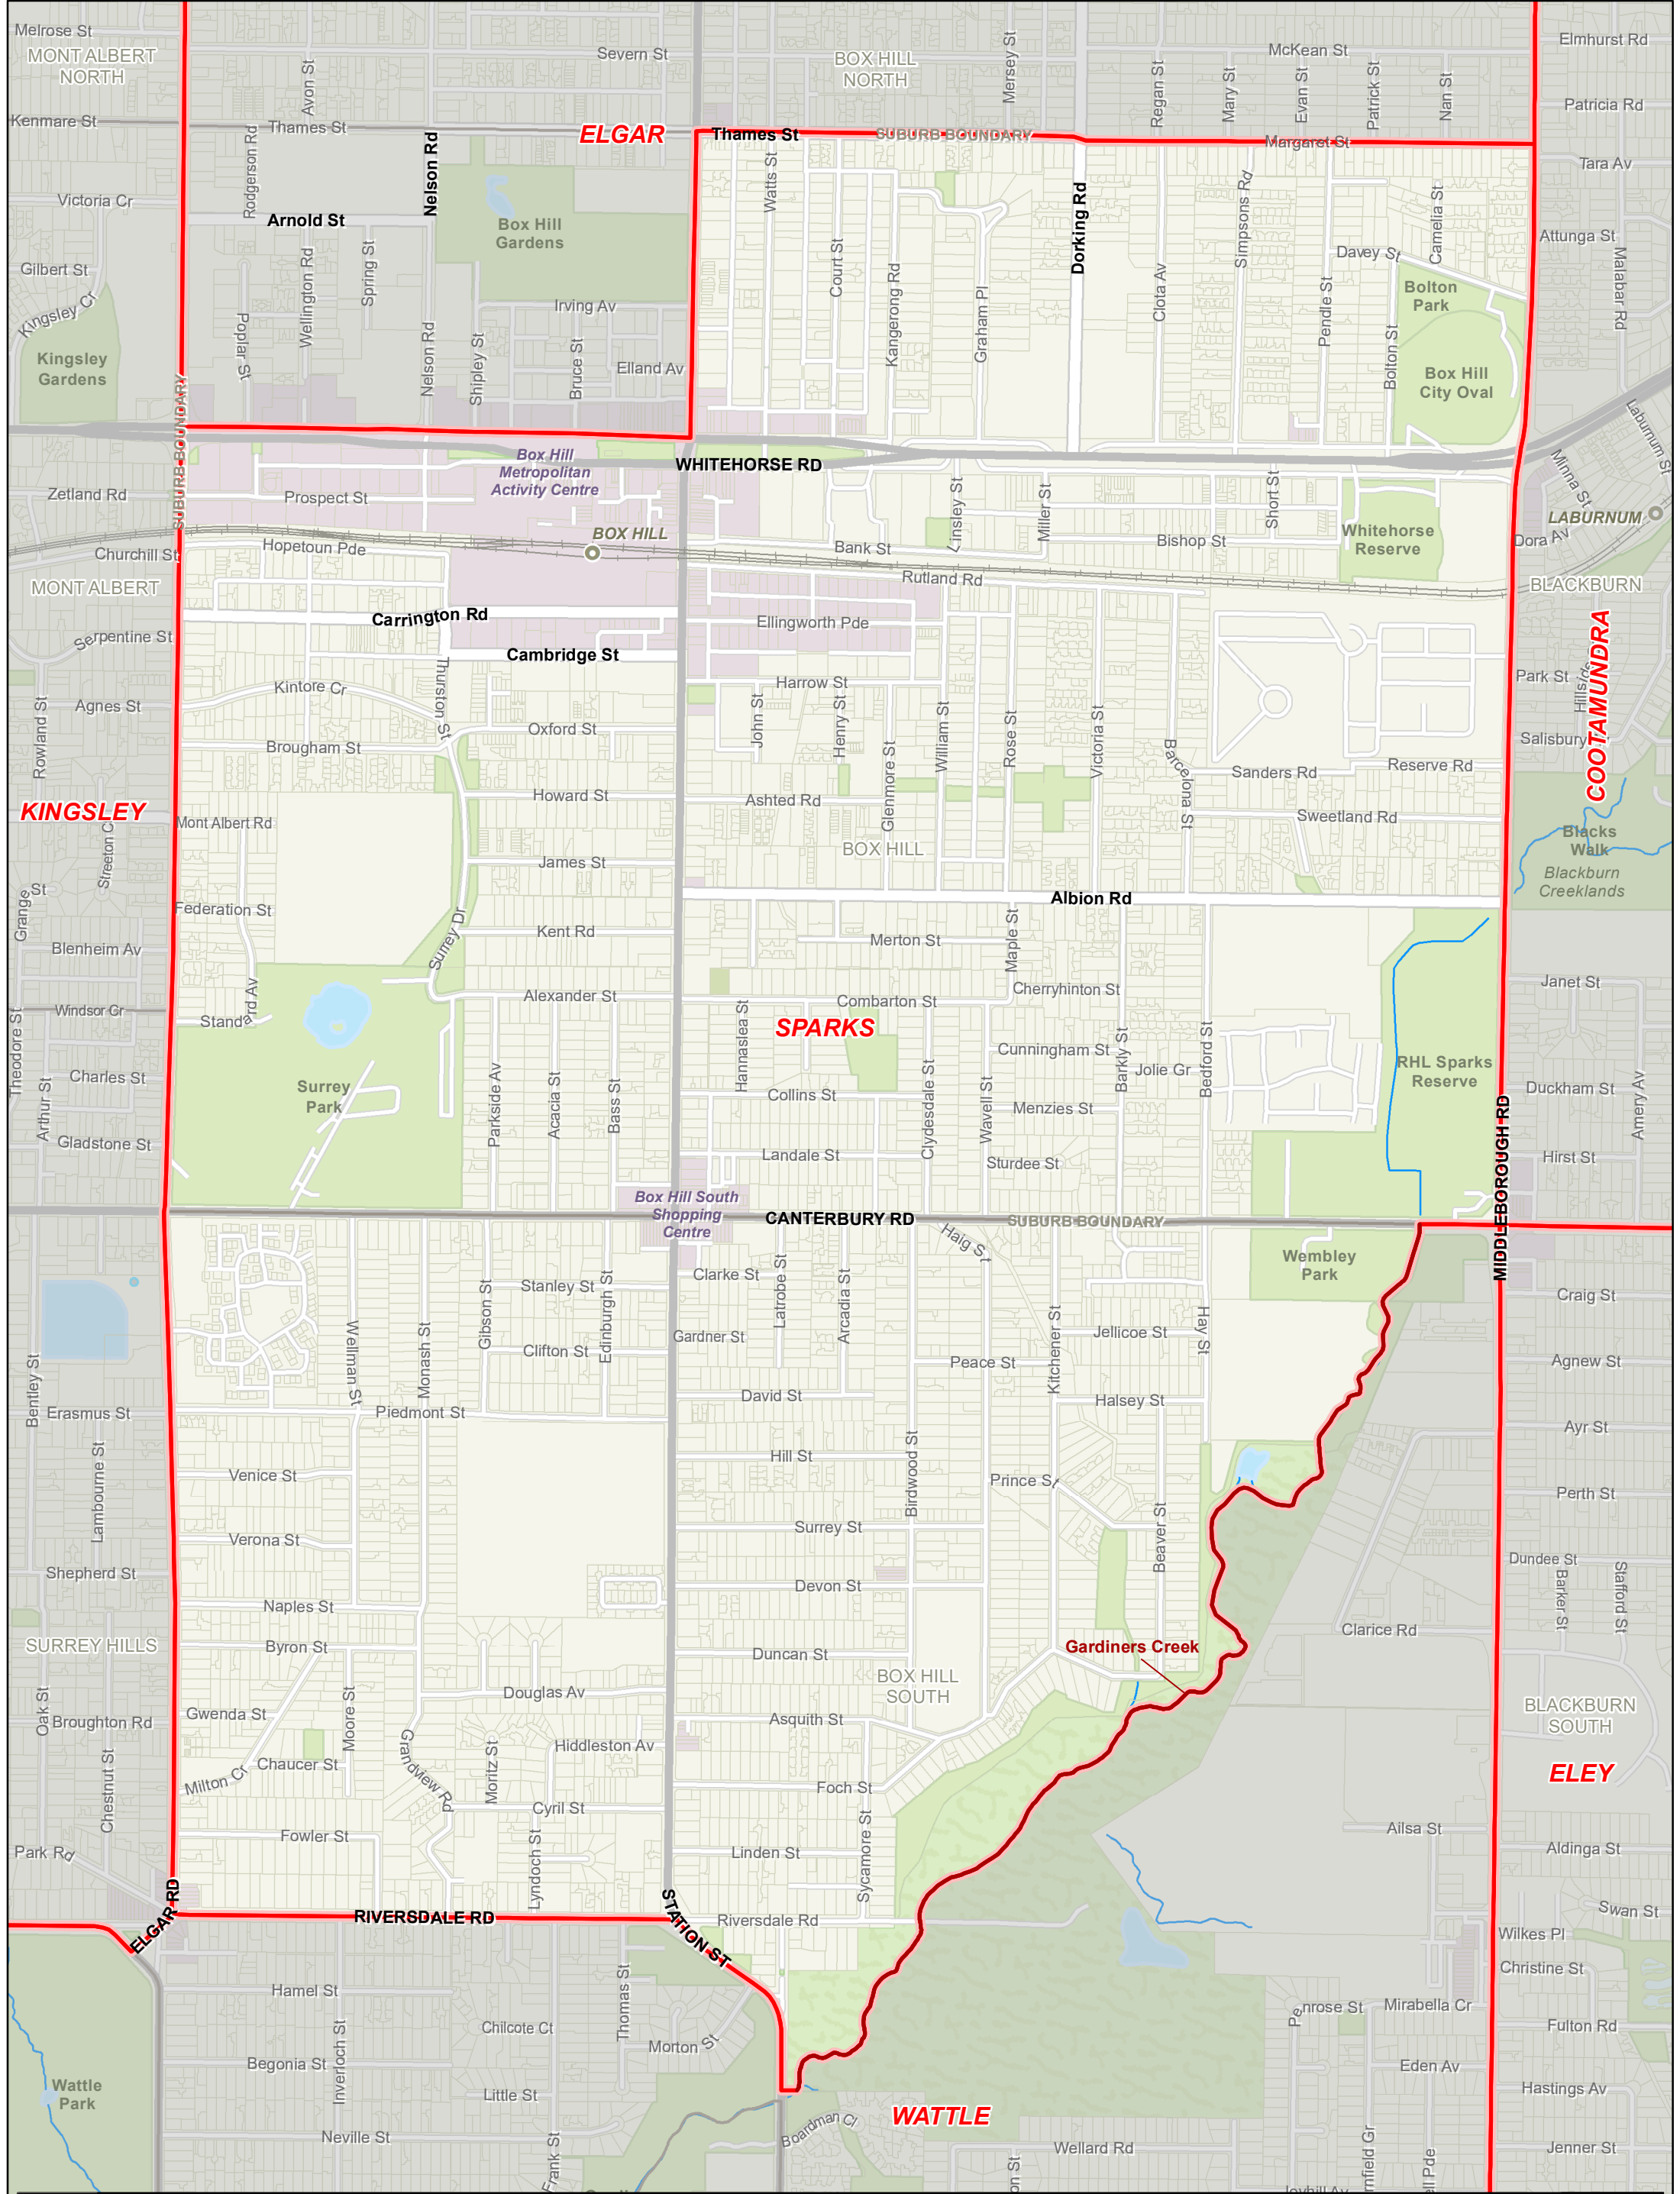 Melrose St
MONT ALBERT
NORTH
Avon St
Severn St
BOX HILL
NORTH
Mersey St
McKean St
Regan St
Mary St
Evan St
Patrick St
Nan St
Elmhurst Rd
Patricia Rd
Kenmare St
Thames St
ELGAR
Thames St
SUBURB BOUNDARY
Margaret St
Tara Av
Rodgerson Rd
Nelson Rd
Watts St
Dorking Rd
Simpsons Rd
Camelia St
Victoria Cr
Arnold St
Box Hill
Gardens
Attunga St
Malabar Rd
Gilbert St
Kingsley Cr
Wellington Rd
Spring St
Court St
Kangerong Rd
Graham Pl
Clota Av
Davey St
Pendle St
Bolton
Park
Irving Av
Poplar St
Nelson Rd
Shipley St
Bruce St
Elland Av
Bolton St
Kingsley
Gardens
Box Hill
City Oval
SUBURB BOUNDARY
Laburnum St
Box Hill
Metropolitan
Activity Centre
WHITEHORSE RD
Minna St
Zetland Rd
Prospect St
Linsley St
Miller St
Short St
LABURNUM
Whitehorse
Reserve
BOX HILL
Churchill St
Hopetoun Pde
Bank St
Bishop St
Dora Av
MONT ALBERT
Rutland Rd
BLACKBURN
Carrington Rd
Ellingworth Pde
Serpentine St
Cambridge St
COOTAMUNDRA
Thurston St
Kintore Cr
Harrow St
Park St
Rowland St
Agnes St
Oxford St
John St
Henry St
William St
Rose St
Victoria St
Barcelona St
Brougham St
Glenmore St
Salisbury
Sanders Rd
Reserve Rd
KINGSLEY
Howard St
Ashted Rd
Sweetland Rd
Mont Albert Rd
Streeton C
BOX HILL
Blacks
Walk
Blackburn
Creeklands
James St
Grange St
Albion Rd
Federation St
Surrey Dr
Kent Rd
Merton St
Maple St
Blenheim Av
Windsor Gr
Standard Av
Alexander St
Combarton St
Cherryhinton St
Janet St
Theodore St
Hannaslea St
SPARKS
Cunningham St
Barkly St
Jolie Gr
Bedford St
RHL Sparks
Reserve
Charles St
Arthur St
Surrey
Park
Parkside Av
Acacia St
Bass St
Collins St
Clydesdale St
Wavell St
Menzies St
Duckham St
Amery Av
MIDDLEBOROUGH RD
Gladstone St
Landale St
Sturdee St
Hirst St
Box Hill South
Shopping
Centre
CANTERBURY RD
SUBURB BOUNDARY
Haig St
Wembley
Park
Clarke St
Latrobe St
Arcadia St
Stanley St
Gibson St
Edinburgh St
Craig St
Wellman St
Monash St
Gardner St
Kitchener St
Jellicoe St
Hay St
Clifton St
Peace St
Agnew St
Bentley St
David St
Halsey St
Erasmus St
Piedmont St
Ayr St
Lambourne St
Venice St
Hill St
Birdwood St
Prince St
Perth St
Verona St
Surrey St
Beaver St
Shepherd St
Devon St
Dundee St
Barker St
Stafford St
Naples St
SURREY HILLS
Byron St
Duncan St
Gardiners Creek
Clarice Rd
BOX HILL
SOUTH
Oak St
Moore St
Douglas Av
BLACKBURN
SOUTH
Broughton Rd
Gwenda St
Asquith St
Grandview Rd
Hiddleston Av
Moritz St
Chestnut St
Milton Cr
Chaucer St
Foch St
ELEY
Cyril St
Fowler St
Lyndoch St
Linden St
Sycamore St
Ailsa St
Aldinga St
Park Rd
ELGAR RD
RIVERSDALE RD
STATION ST
Riversdale Rd
Swan St
Wilkes Pl
Christine St
Hamel St
Thomas St
Penrose St
Mirabella Cr
Chilcote Ct
Morton St
Fulton Rd
Inverloch St
Begonia St
Eden Av
Wattle
Park
Little St
Hastings Av
WATTLE
Boardman Cl
Neville St
Frank St
Wellard Rd
Jenner St